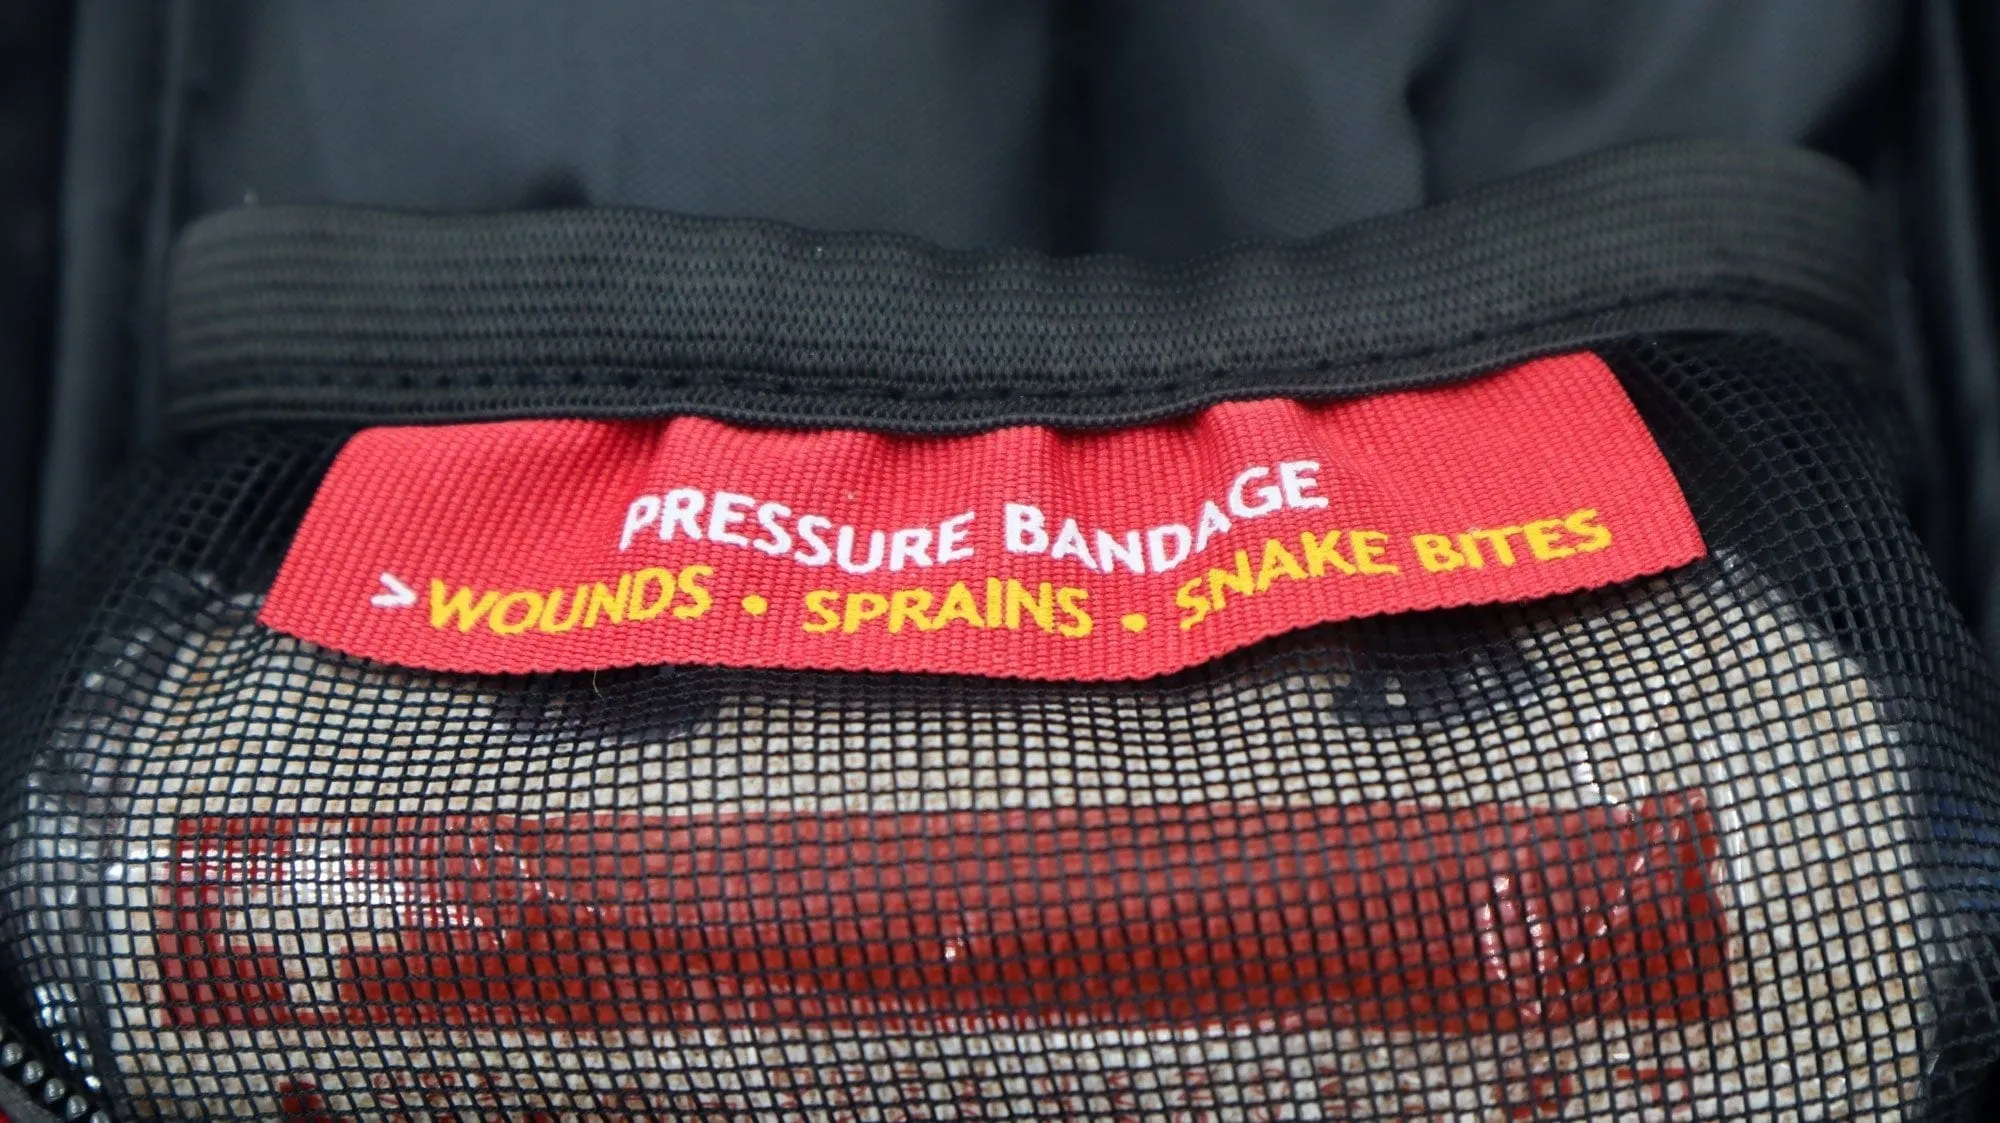 PRESSURE BANDAGE
>WOUNDS • SPRAINS • SNAKE BITES